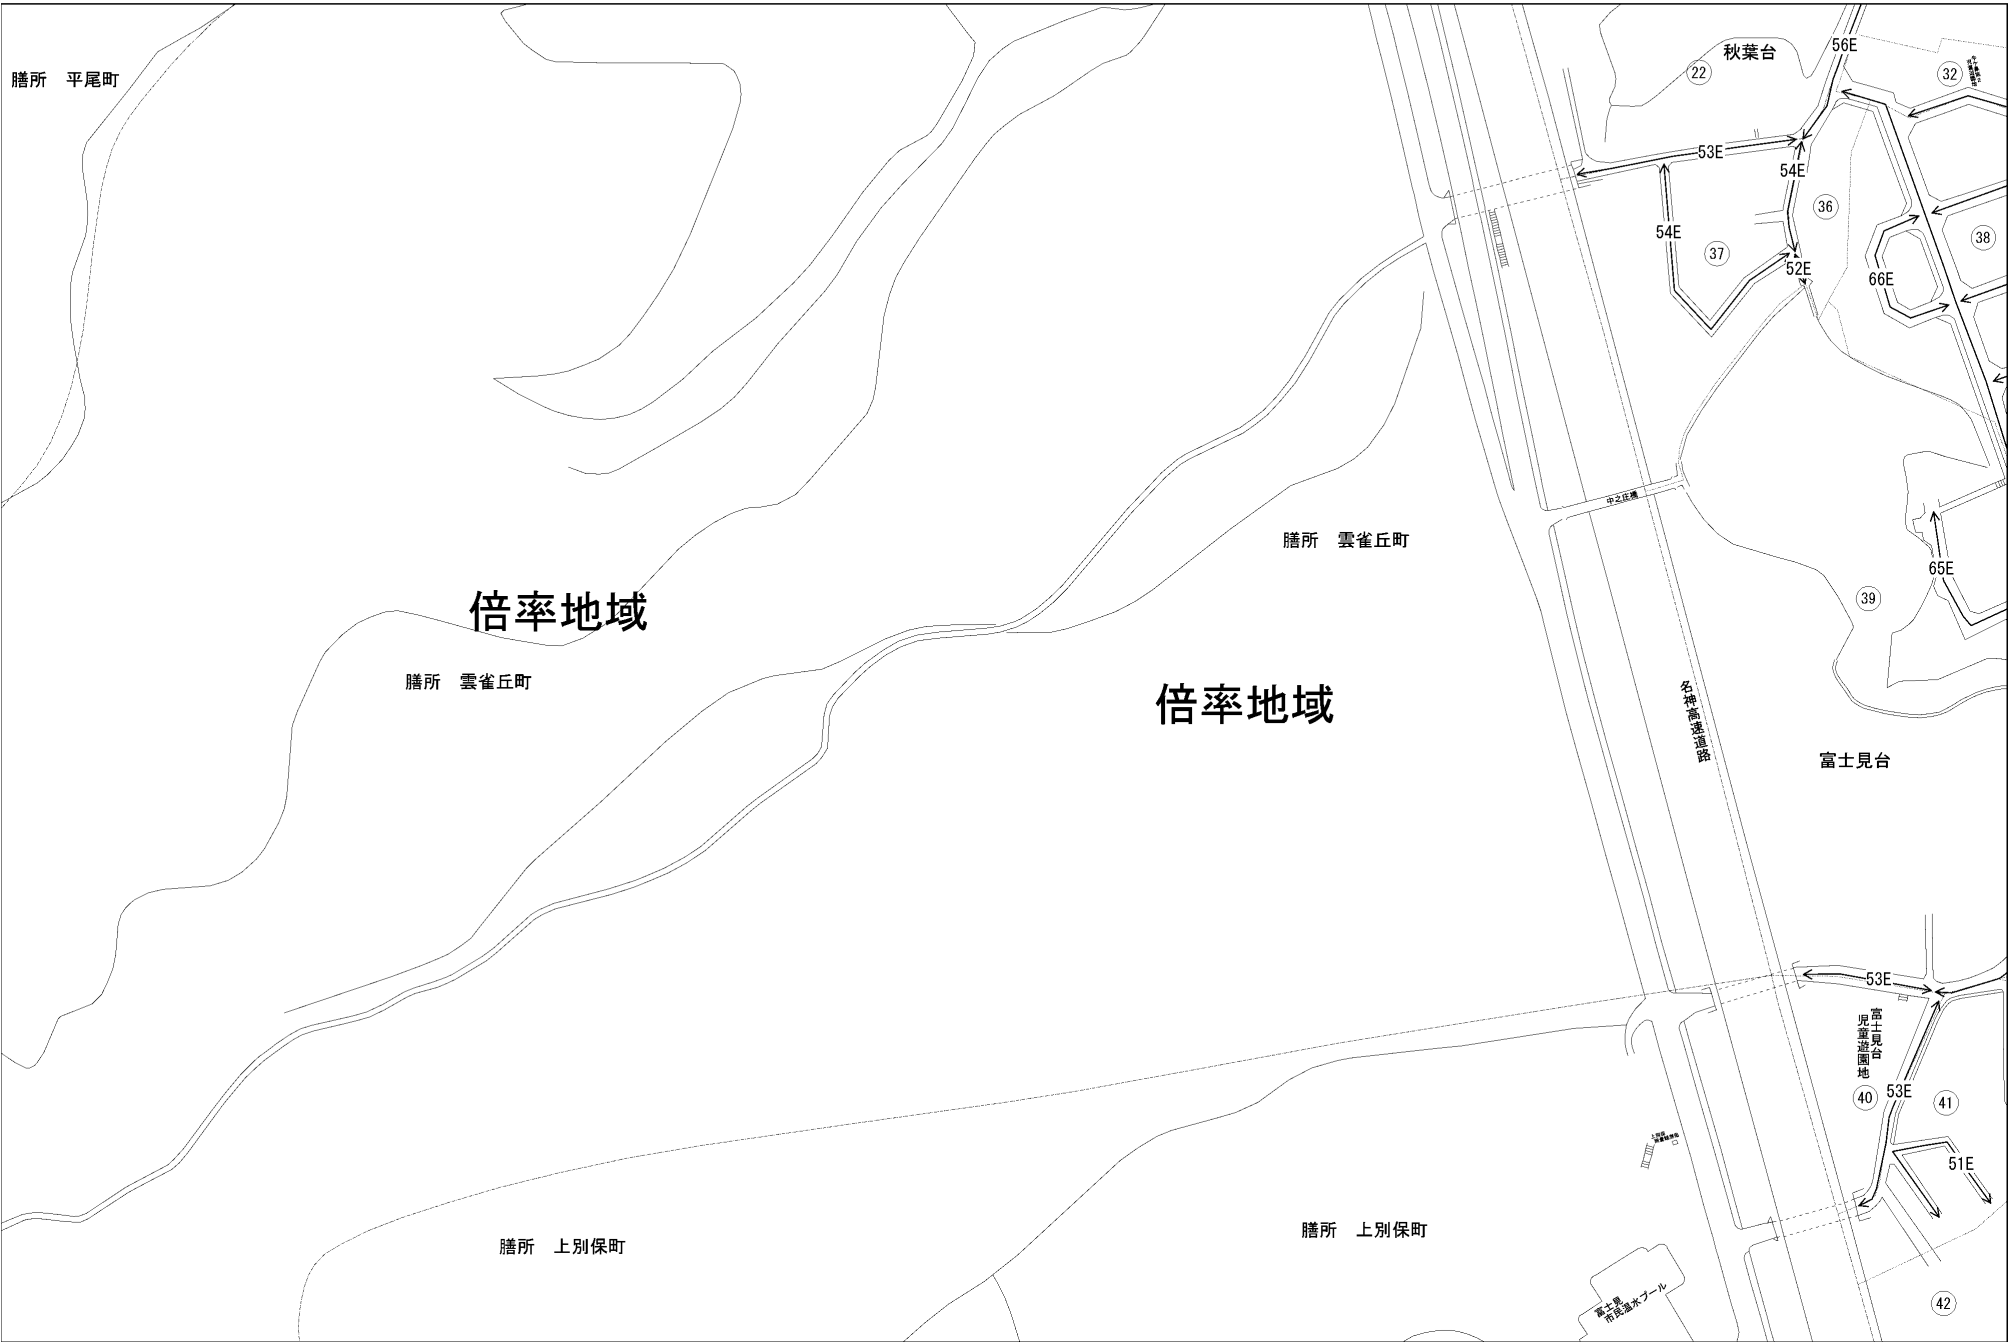 膳所　平尾町
秋葉台
56E
22
32
53E
54E
36
54E
37
38
52E
66E
中之庄橋
膳所　雲雀丘町
65E
39
倍率地域
膳所　雲雀丘町
倍率地域
名神高速道路
富士見台
53E
富士見台
児童遊園地
40
53E
41
51E
膳所　上別保町
膳所　上別保町
富士見
市民温水プール
42